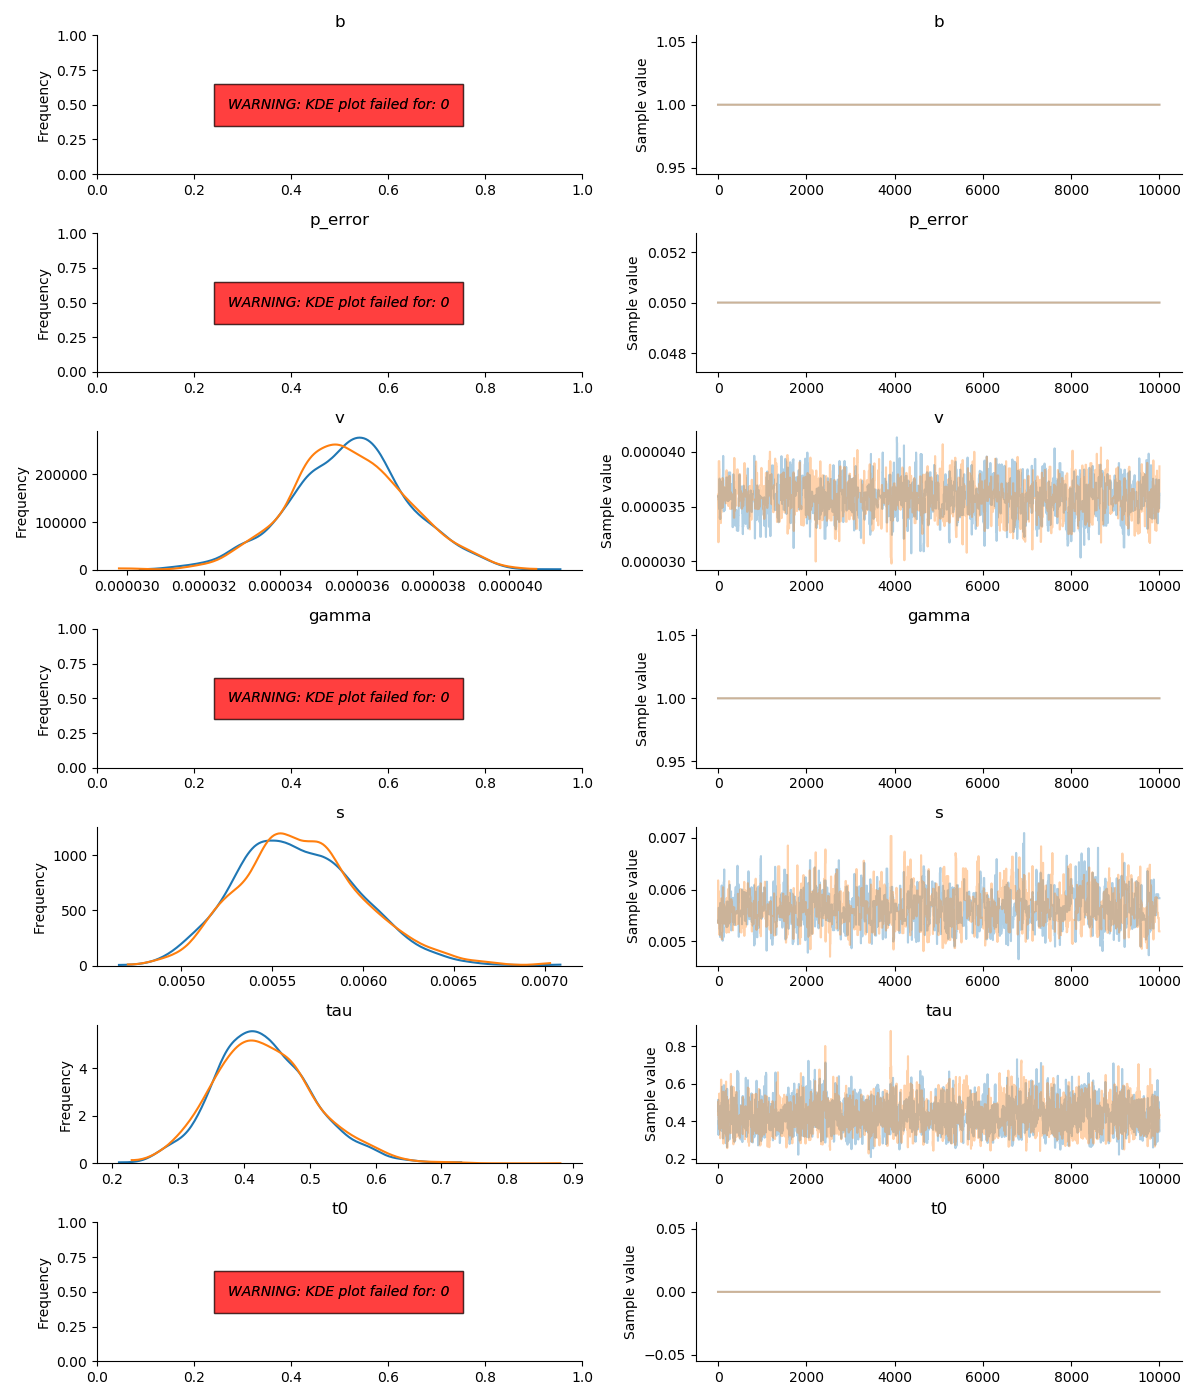 b
b
Frequency
1.00
0.75
0.50
0.25
0.00
WARNING: KDE plot failed for: 0
0.0 0.2 0.4 0.6 0.8 1.0
Sample value
1.05
1.00
0.95
0 2000 4000 6000 8000 10000
p_error
p_error
Frequency
1.00
0.75
0.50
0.25
0.00
WARNING: KDE plot failed for: 0
0.0 0.2 0.4 0.6 0.8 1.0
Sample value
0.052
0.050
0.048
0 2000 4000 6000 8000 10000
v
v
Frequency
200000
100000
0
0.000030 0.000032 0.000034 0.000036 0.000038 0.000040
Sample value
0.000040
0.000035
0.000030
0 2000 4000 6000 8000 10000
gamma
gamma
Frequency
1.00
0.75
0.50
0.25
0.00
WARNING: KDE plot failed for: 0
0.0 0.2 0.4 0.6 0.8 1.0
Sample value
1.05
1.00
0.95
0 2000 4000 6000 8000 10000
s
s
Frequency
1000
500
0
0.0050 0.0055 0.0060 0.0065 0.0070
Sample value
0.007
0.006
0.005
0 2000 4000 6000 8000 10000
tau
tau
Frequency
4
2
0
0.2 0.3 0.4 0.5 0.6 0.7 0.8 0.9
Sample value
0.8
0.6
0.4
0.2
0 2000 4000 6000 8000 10000
t0
t0
Frequency
1.00
0.75
0.50
0.25
0.00
WARNING: KDE plot failed for: 0
0.0 0.2 0.4 0.6 0.8 1.0
Sample value
0.05
0.00
−0.05
0 2000 4000 6000 8000 10000